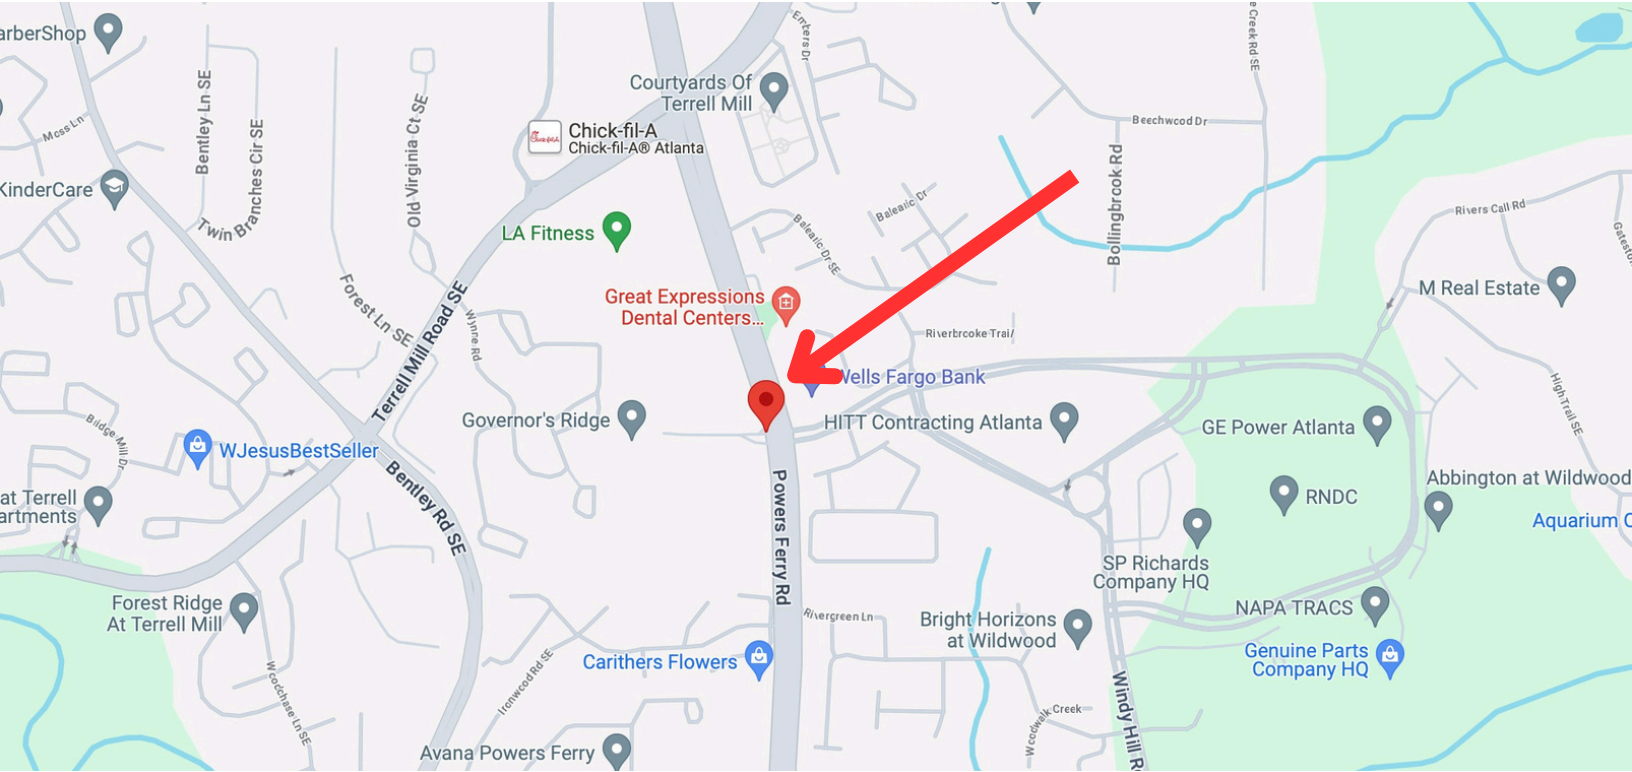 arberShop
Moss Ln
Bentley Ln SE
Twin Branches Cir SE
KinderCare
Old Virginia Ct SE
Chick-fil-A
Chick-fil-A® Atlanta
Courtyards Of
Terrell Mill
Embers Dr
e Creek Rd SE
Beechwood Dr
Bollingbrook Rd
Rivers Call Rd
LA Fitness
Balearic Dr
Balearic Dr SE
Forest Ln SE
Terrell Mill Road SE
Wynne Rd
Great Expressions
Dental Centers...
Riverbrooke Trail
M Real Estate
Wells Fargo Bank
High Trail SE
Governor's Ridge
HITT Contracting Atlanta
GE Power Atlanta
Bridge Mill Dr
WJesusBestSeller
Bentley Rd SE
Powers Ferry Rd
at Terrell
artments
RNDC
Abbington at Wildwood
Aquarium C
SP Richards
Company HQ
Forest Ridge
At Terrell Mill
Rivergreen Ln
Bright Horizons
at Wildwood
NAPA TRACS
Genuine Parts
Company HQ
Carithers Flowers
Ironwood Rd SE
Woodchase Ln SE
Woodwalk Creek
Windy Hill R
Avana Powers Ferry